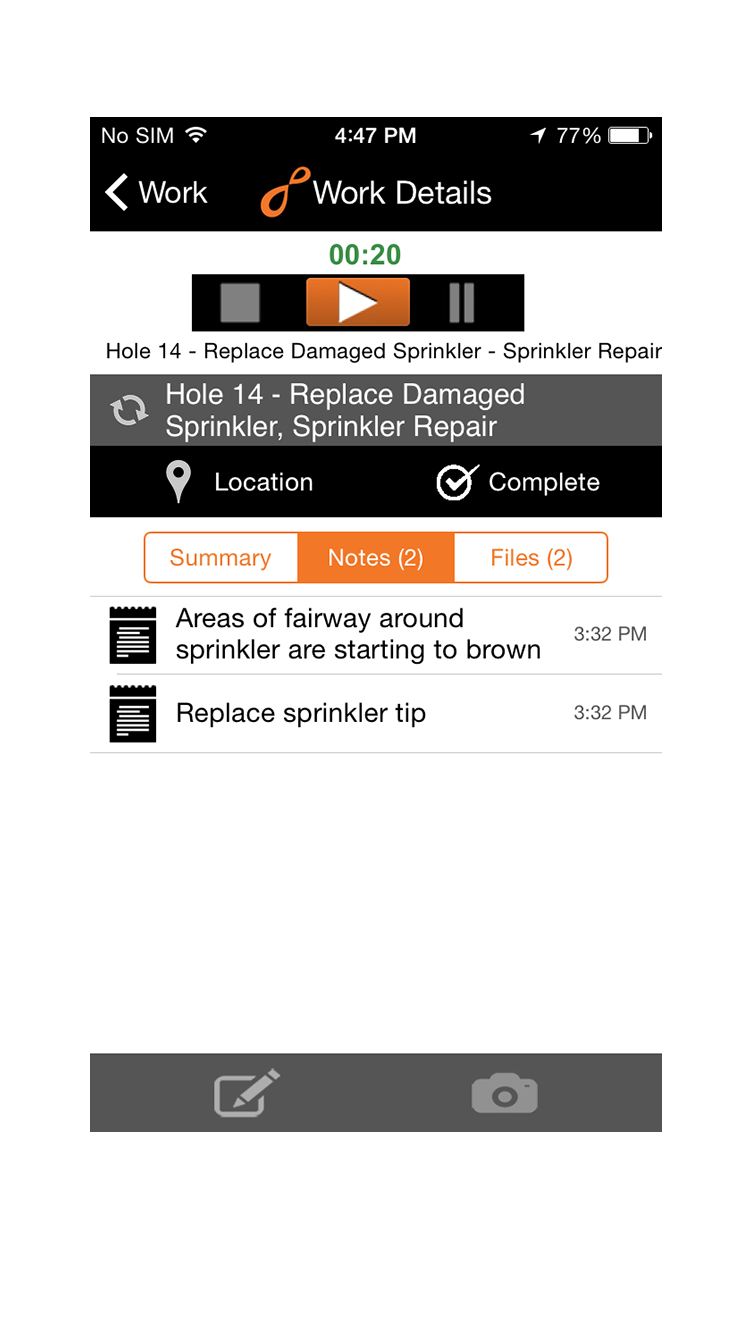 No SIM 4:47 PM 77%
Work Work Details
00:20
Hole 14 - Replace Damaged Sprinkler - Sprinkler Repair
Hole 14 - Replace Damaged
Sprinkler, Sprinkler Repair
Location Complete
Summary Notes (2) Files (2)
Areas of fairway around
sprinkler are starting to brown
3:32 PM
Replace sprinkler tip 3:32 PM